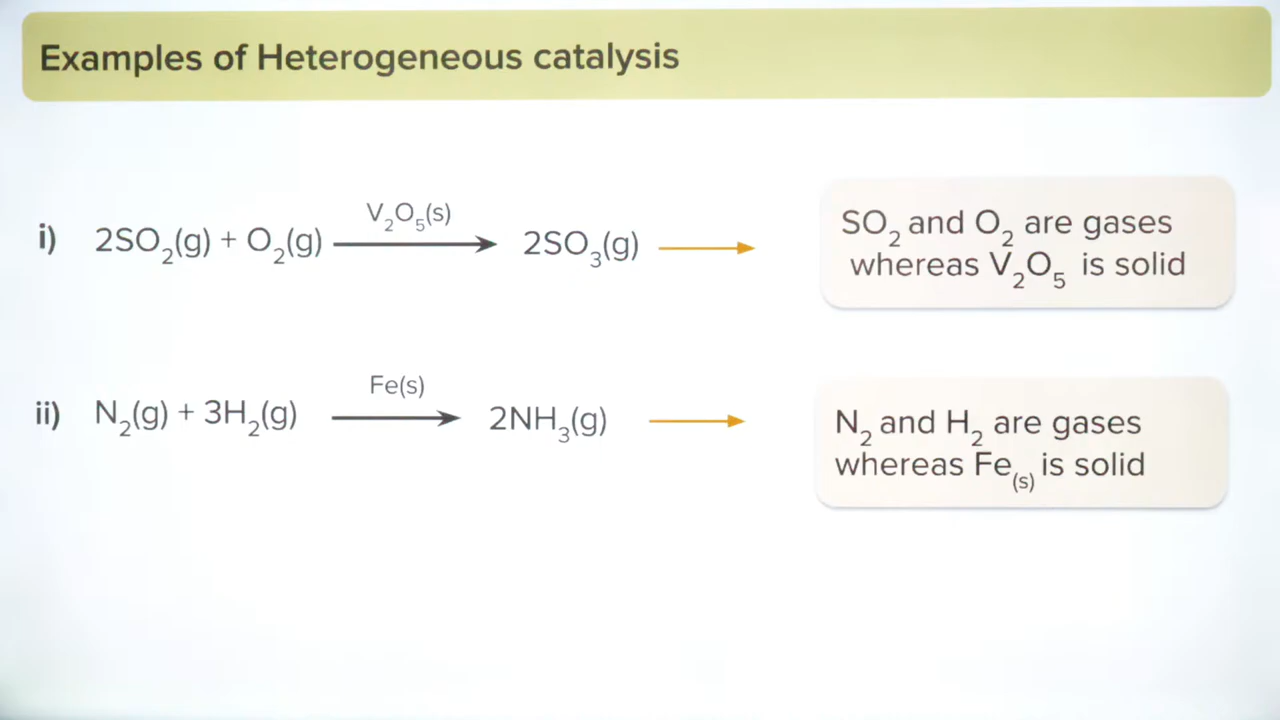 Examples of Heterogeneous catalysis
i) 2SO₂(g) + O₂(g) V₂O₅(s) 2SO₃(g)
SO₂ and O₂ are gases
whereas V₂O₅ is solid
ii) N₂(g) + 3H₂(g) Fe(s) 2NH₃(g)
N₂ and H₂ are gases
whereas Fe₍s₎ is solid